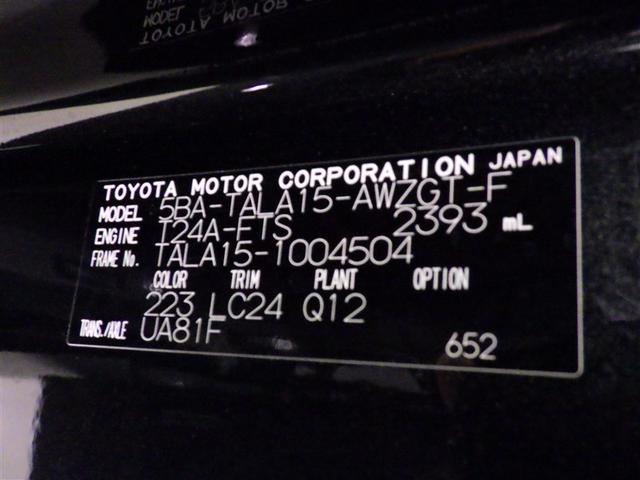 TOYOTA MOTOR CORPORATION JAPAN
MODEL 5BA-TALA15-AWZGT-F
ENGINE T24A-FTS 2393 mL
FRAME No. TALA15-1004504
COLOR TRIM PLANT OPTION
223 LC24 Q12
TRANS./AXLE UA81F
652